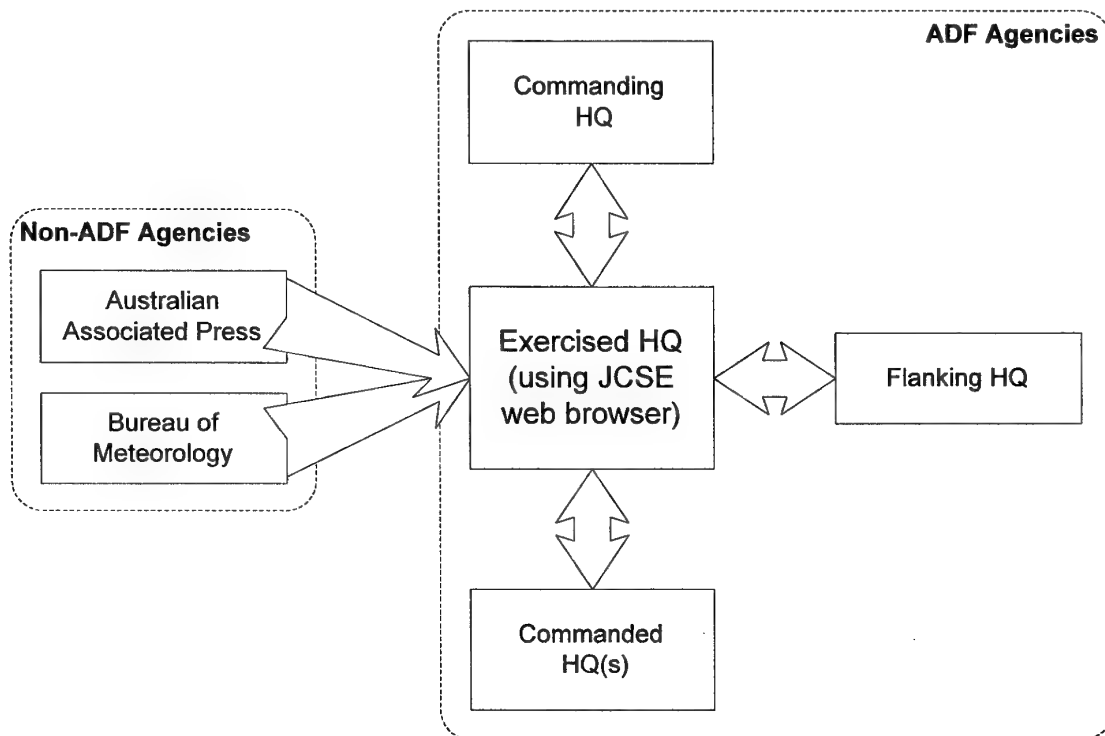 ADF Agencies
Commanding
HQ
Non-ADF Agencies
Australian
Associated Press
Bureau of
Meteorology
Exercised HQ
(using JCSE
web browser)
Flanking HQ
Commanded
HQ(s)